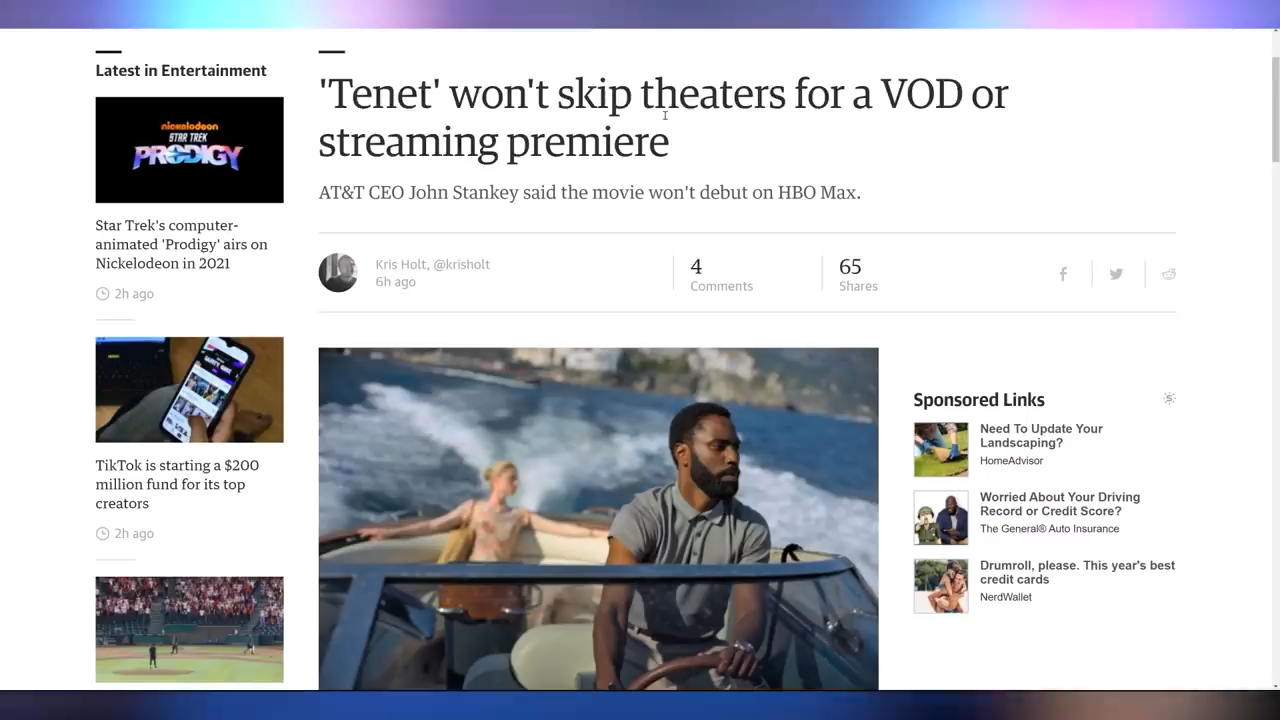 Latest in Entertainment
nickelodeon
STAR TREK
PRODIGY
Star Trek's computer-
animated 'Prodigy' airs on
Nickelodeon in 2021
2h ago
TikTok is starting a $200
million fund for its top
creators
2h ago
'Tenet' won't skip theaters for a VOD or
streaming premiere
AT&T CEO John Stankey said the movie won't debut on HBO Max.
Kris Holt, @krisholt
6h ago
4
Comments
65
Shares
Sponsored Links
Need To Update Your
Landscaping?
HomeAdvisor
Worried About Your Driving
Record or Credit Score?
The General® Auto Insurance
Drumroll, please. This year's best
credit cards
NerdWallet